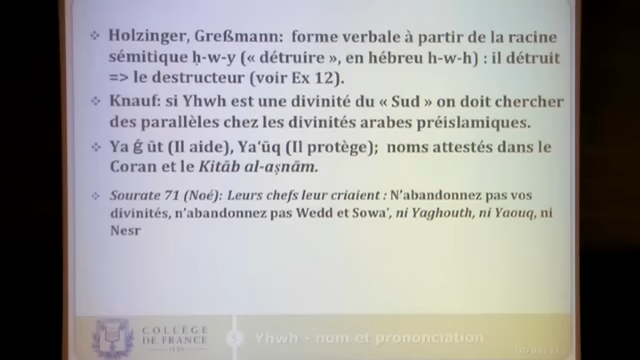 Holzinger, Greßmann: forme verbale à partir de la racine
sémitique ḥ-w-y (« détruire », en hébreu h-w-h) : il détruit
=> le destructeur (voir Ex 12).
Knauf: si Yhwh est une divinité du « Sud » on doit chercher
des parallèles chez les divinités arabes préislamiques.
Ya ǵ ūt (Il aide), Ya'ūq (Il protège); noms attestés dans le
Coran et le Kitāb al-aṣnām.
Sourate 71 (Noé): Leurs chefs leur criaient : N'abandonnez pas vos
divinités, n'abandonnez pas Wedd et Sowa', ni Yaghouth, ni Yaouq, ni
Nesr
COLLÈGE
DE FRANCE
Yhwh - nom et prononciation